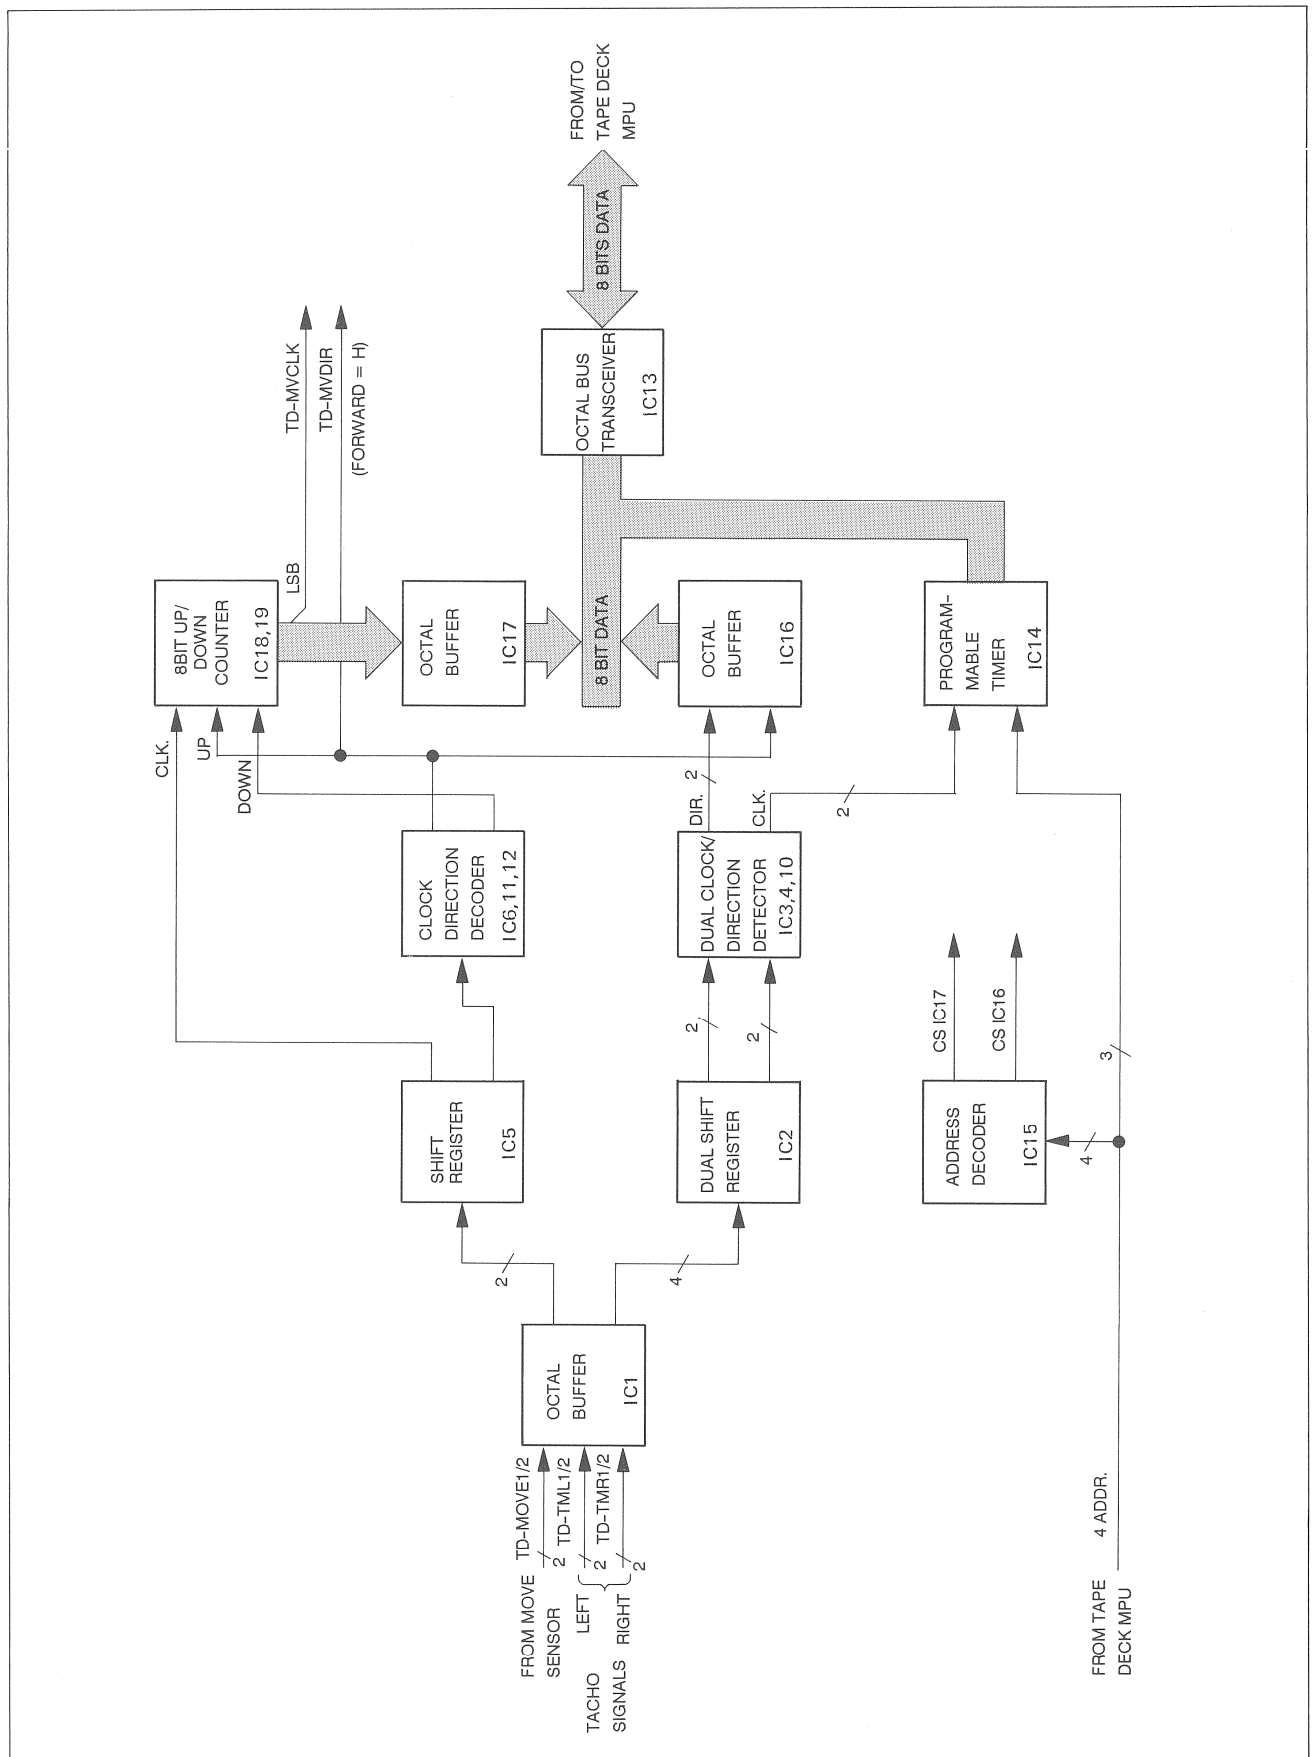 FROM MOVE
SENSOR
TACHO
SIGNALS
LEFT
RIGHT
TD-MOVE1/2
2
TD-TML1/2
2
TD-TMR1/2
2
OCTAL
BUFFER
IC1
2
4
SHIFT
REGISTER
IC5
DUAL SHIFT
REGISTER
IC2
2
2
CLOCK
DIRECTION
DECODER
IC6,11,12
DUAL CLOCK/
DIRECTION
DETECTOR
IC3,4,10
CLK.
UP
DOWN
DIR.
2
CLK.
2
8BIT UP/
DOWN
COUNTER
IC18,19
LSB
TD-MVCLK
TD-MVDIR
(FORWARD = H)
OCTAL
BUFFER
IC17
8 BIT DATA
OCTAL
BUFFER
IC16
PROGRAM-
MABLE
TIMER
IC14
OCTAL BUS
TRANSCEIVER
IC13
8 BITS DATA
FROM/TO
TAPE DECK
MPU
FROM TAPE
DECK MPU
4 ADDR.
4
3
ADDRESS
DECODER
IC15
CS IC17
CS IC16